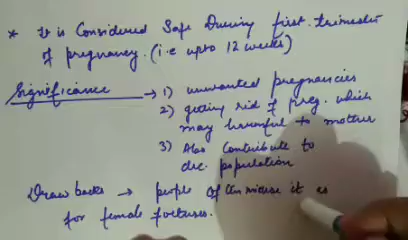 * It is Considered Safe During first trimester
of pregnancy. (i.e upto 12 weeks)
Significance → 1) unwanted pregnancies
2) getting rid of preg. which
may harmful to mother
3) Also Contribute to
dec. population
Draw backs → people often misuse it as
for female foetuses.